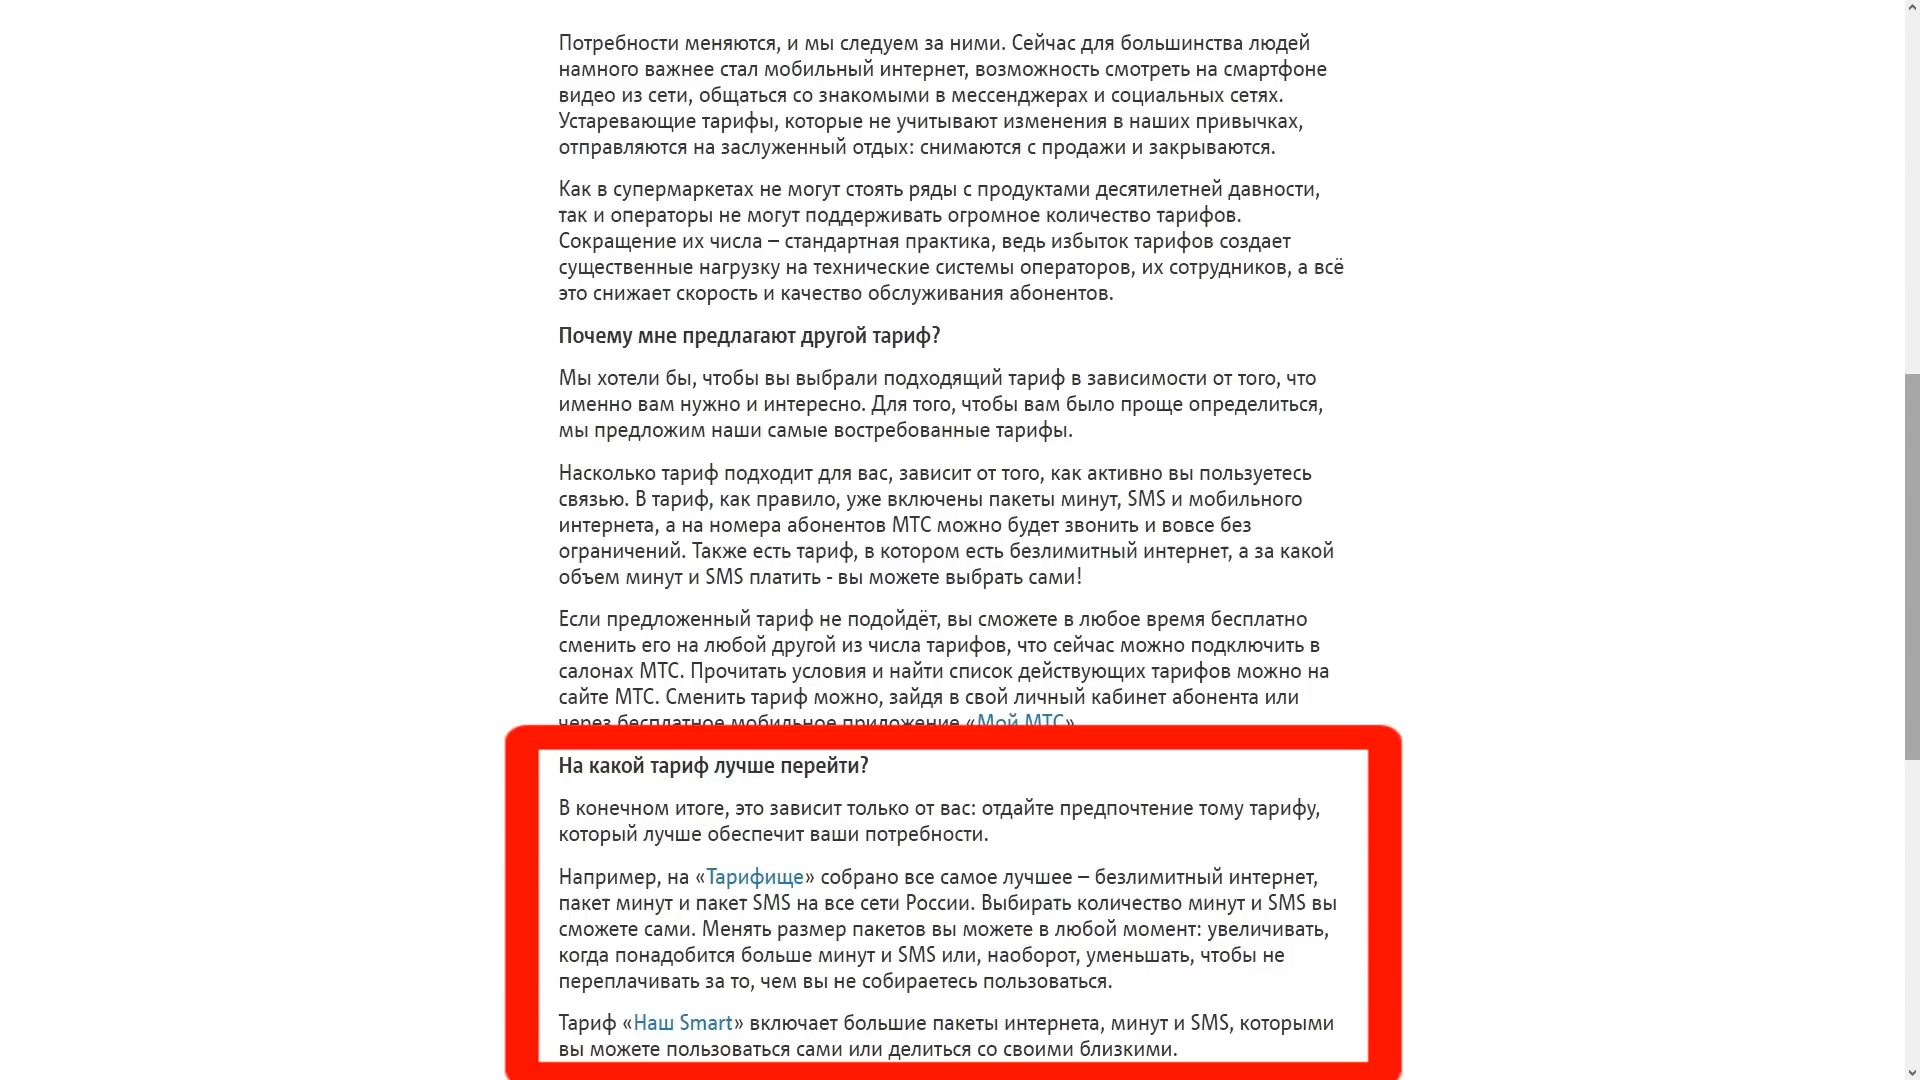 Потребности меняются, и мы следуем за ними. Сейчас для большинства людей
намного важнее стал мобильный интернет, возможность смотреть на смартфоне
видео из сети, общаться со знакомыми в мессенджерах и социальных сетях.
Устаревающие тарифы, которые не учитывают изменения в наших привычках,
отправляются на заслуженный отдых: снимаются с продажи и закрываются.
Как в супермаркетах не могут стоять ряды с продуктами десятилетней давности,
так и операторы не могут поддерживать огромное количество тарифов.
Сокращение их числа – стандартная практика, ведь избыток тарифов создает
существенные нагрузку на технические системы операторов, их сотрудников, а всё
это снижает скорость и качество обслуживания абонентов.
Почему мне предлагают другой тариф?
Мы хотели бы, чтобы вы выбрали подходящий тариф в зависимости от того, что
именно вам нужно и интересно. Для того, чтобы вам было проще определиться,
мы предложим наши самые востребованные тарифы.
Насколько тариф подходит для вас, зависит от того, как активно вы пользуетесь
связью. В тариф, как правило, уже включены пакеты минут, SMS и мобильного
интернета, а на номера абонентов МТС можно будет звонить и вовсе без
ограничений. Также есть тариф, в котором есть безлимитный интернет, а за какой
объем минут и SMS платить - вы можете выбрать сами!
Если предложенный тариф не подойдёт, вы сможете в любое время бесплатно
сменить его на любой другой из числа тарифов, что сейчас можно подключить в
салонах МТС. Прочитать условия и найти список действующих тарифов можно на
сайте МТС. Сменить тариф можно, зайдя в свой личный кабинет абонента или
через бесплатное мобильное приложение «Мой МТС»
На какой тариф лучше перейти?
В конечном итоге, это зависит только от вас: отдайте предпочтение тому тарифу,
который лучше обеспечит ваши потребности.
Например, на «Тарифище» собрано все самое лучшее – безлимитный интернет,
пакет минут и пакет SMS на все сети России. Выбирать количество минут и SMS вы
сможете сами. Менять размер пакетов вы можете в любой момент: увеличивать,
когда понадобится больше минут и SMS или, наоборот, уменьшать, чтобы не
переплачивать за то, чем вы не собираетесь пользоваться.
Тариф «Наш Smart» включает большие пакеты интернета, минут и SMS, которыми
вы можете пользоваться сами или делиться со своими близкими.